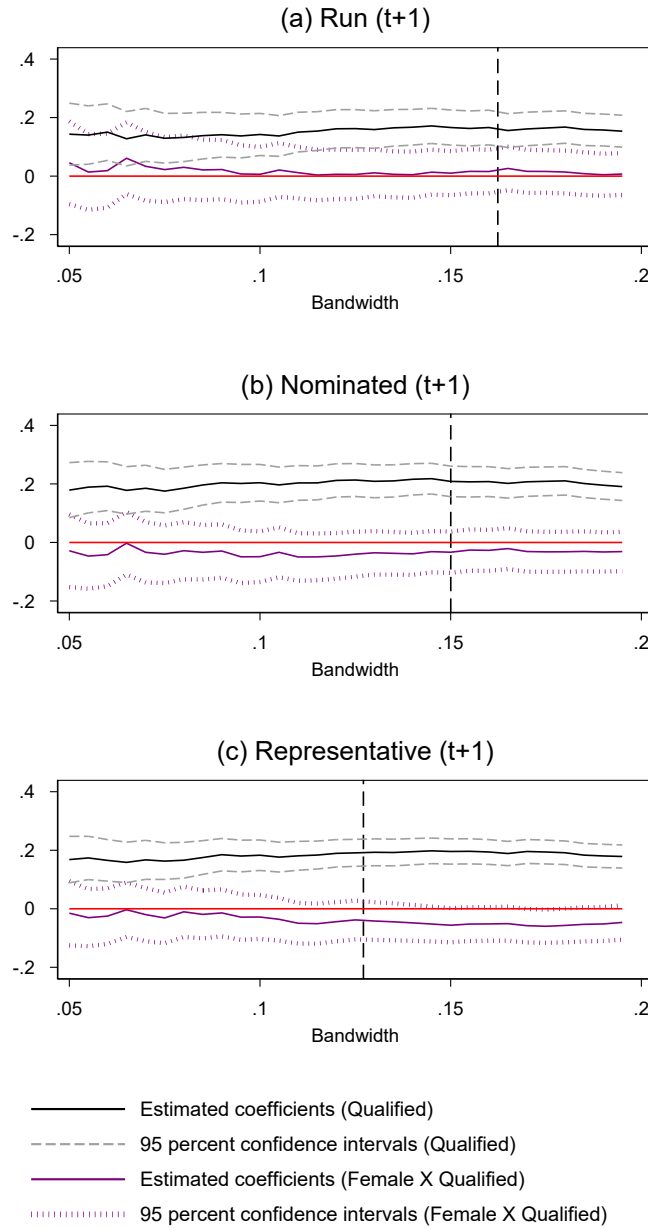 (a) Run (t+1)
.4
.2
0
-.2
.05
.1
.15
.2
Bandwidth
(b) Nominated (t+1)
.4
.2
0
-.2
.05
.1
.15
.2
Bandwidth
(c) Representative (t+1)
.4
.2
0
-.2
.05
.1
.15
.2
Bandwidth
Estimated coefficients (Qualified)
95 percent confidence intervals (Qualified)
Estimated coefficients (Female X Qualified)
95 percent confidence intervals (Female X Qualified)